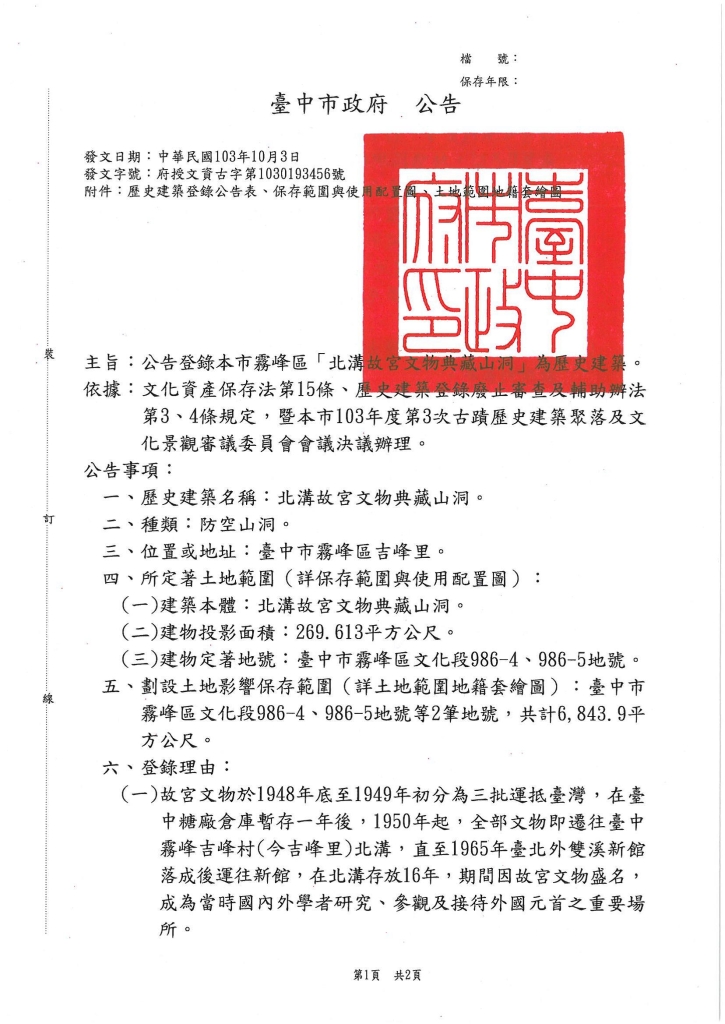 檔　　號：
保存年限：
臺中市政府　公告
發文日期：中華民國103年10月3日
發文字號：府授文資古字第1030193456號
附件：歷史建築登錄公告表、保存範圍與使用配置圖、土地範圍地籍套繪圖
臺中市政府印
主旨：公告登錄本市霧峰區「北溝故宮文物典藏山洞」為歷史建築。
依據：文化資產保存法第15條、歷史建築登錄廢止審查及輔助辦法
第3、4條規定，暨本市103年度第3次古蹟歷史建築聚落及文
化景觀審議委員會會議決議辦理。
公告事項：
一、歷史建築名稱：北溝故宮文物典藏山洞。
二、種類：防空山洞。
三、位置或地址：臺中市霧峰區吉峰里。
四、所定著土地範圍（詳保存範圍與使用配置圖）：
(一)建築本體：北溝故宮文物典藏山洞。
(二)建物投影面積：269.613平方公尺。
(三)建物定著地號：臺中市霧峰區文化段986-4、986-5地號。
五、劃設土地影響保存範圍（詳土地範圍地籍套繪圖）：臺中市
霧峰區文化段986-4、986-5地號等2筆地號，共計6,843.9平
方公尺。
六、登錄理由：
(一)故宮文物於1948年底至1949年初分為三批運抵臺灣，在臺
中糖廠倉庫暫存一年後，1950年起，全部文物即遷往臺中
霧峰吉峰村(今吉峰里)北溝，直至1965年臺北外雙溪新館
落成後運往新館，在北溝存放16年，期間因故宮文物盛名，
成為當時國內外學者研究、參觀及接待外國元首之重要場
所。
裝
訂
線
第1頁　共2頁